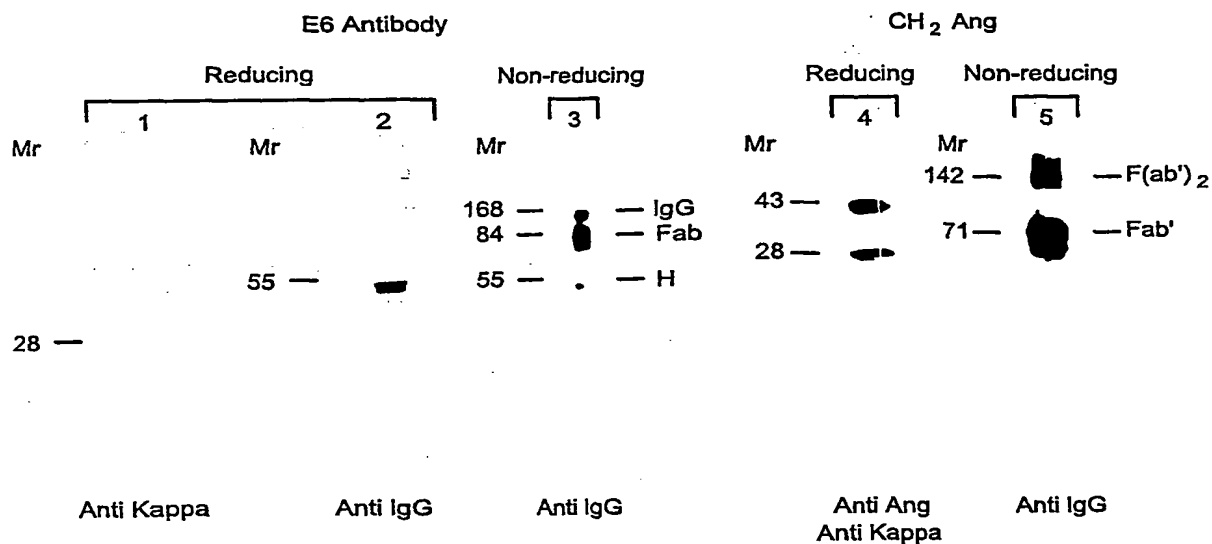 E6 Antibody
CH₂ Ang
Reducing
Non-reducing
Reducing
Non-reducing
1
2
3
4
5
Mr
Mr
Mr
Mr
Mr
168
IgG
84
Fab
55
H
55
28
43
28
142
F(ab')₂
71
Fab'
Anti Kappa
Anti IgG
Anti IgG
Anti Ang
Anti Kappa
Anti IgG